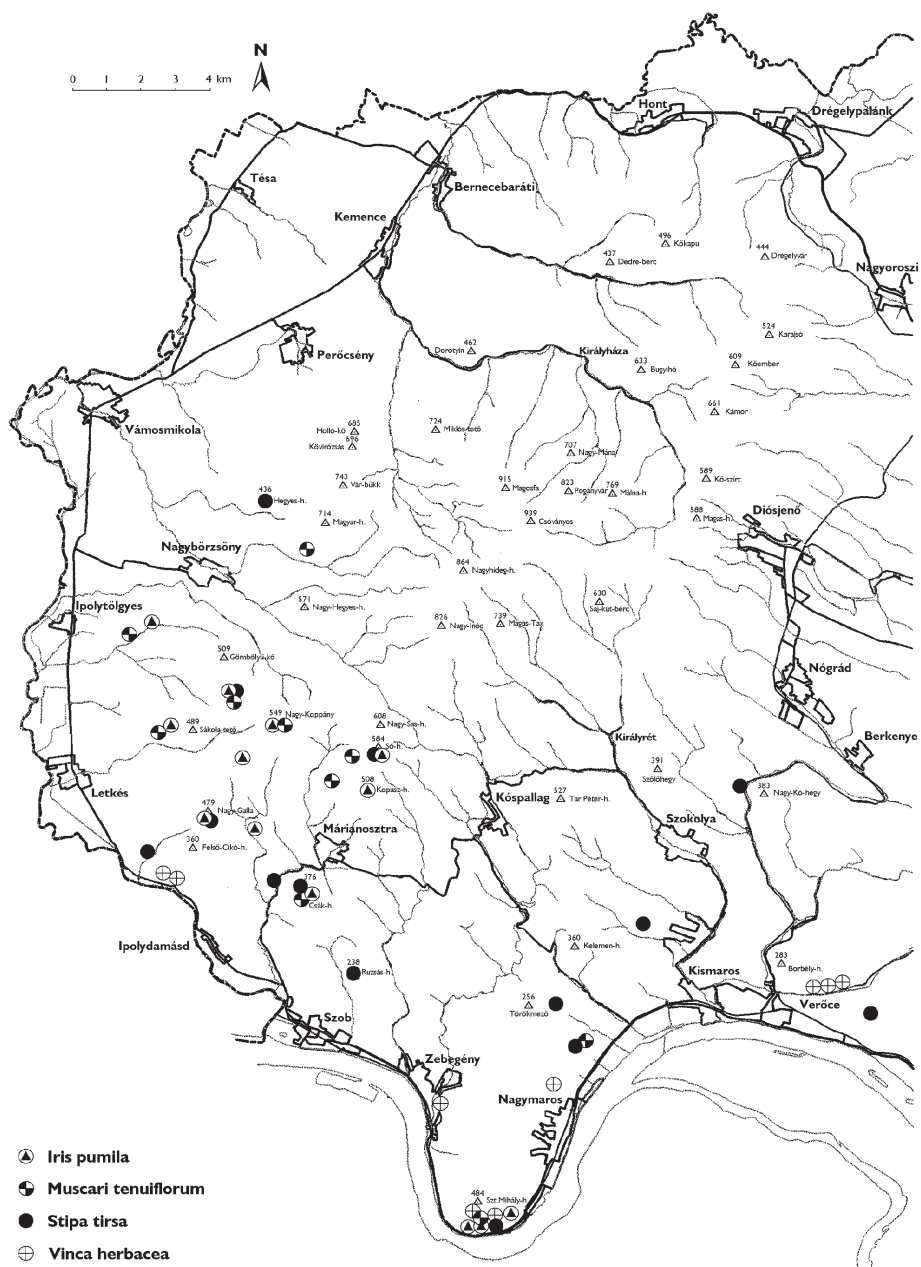 N
0 1 2 3 4 km
Hont
Drégelypalánk
Tésa
Bernecebaráti
Kemence
496
Kőkapu
437
Dedre-bérc
444
Drégelyvár
Nagyoroszi
524
Karajsó
Perőcsény
462
Dorotyin
Királyháza
633
Bugyihó
609
Kőember
661
Kámor
Vámosmikola
685
Holló-kő
696
Kővirózsás
724
Miklós-tető
707
Nagy-Mána
743
Vár-bükk
915
Magosfa
823
Pogányvár
769
Málna-h.
589
Kő-szirt
436
Hegyes-h.
714
Magyar-h.
939
Csóványos
588
Magas-h.
Diósjenő
Nagybörzsöny
864
Nagyhideg-h.
571
Nagy-Hegyes-h.
630
Saj-kút-bérc
Ipolytölgyes
826
Nagy-Inóc
739
Magas-Tax
509
Gömbölyű-kő
Nógrád
549
Nagy-Koppány
489
Sákola-tető
608
Nagy-Sas-h.
584
Só-h.
Királyrét
Berkenye
391
Szőlőhegy
Letkés
508
Kopasz-h.
Kóspallag
527
Tar Péter-h.
383
Nagy-Kő-hegy
479
Nagy-Galla
Márianosztra
Szokolya
360
Felső-Cikó-h.
376
Csák-h.
Ipolydamásd
360
Kelemen-h.
238
Ruzsás-h.
Kismaros
283
Borbély-h.
256
Törökmező
Verőce
Szob
Zebegény
Nagymaros
484
Szt.Mihály-h.
Iris pumila
Muscari tenuiflorum
Stipa tirsa
Vinca herbacea